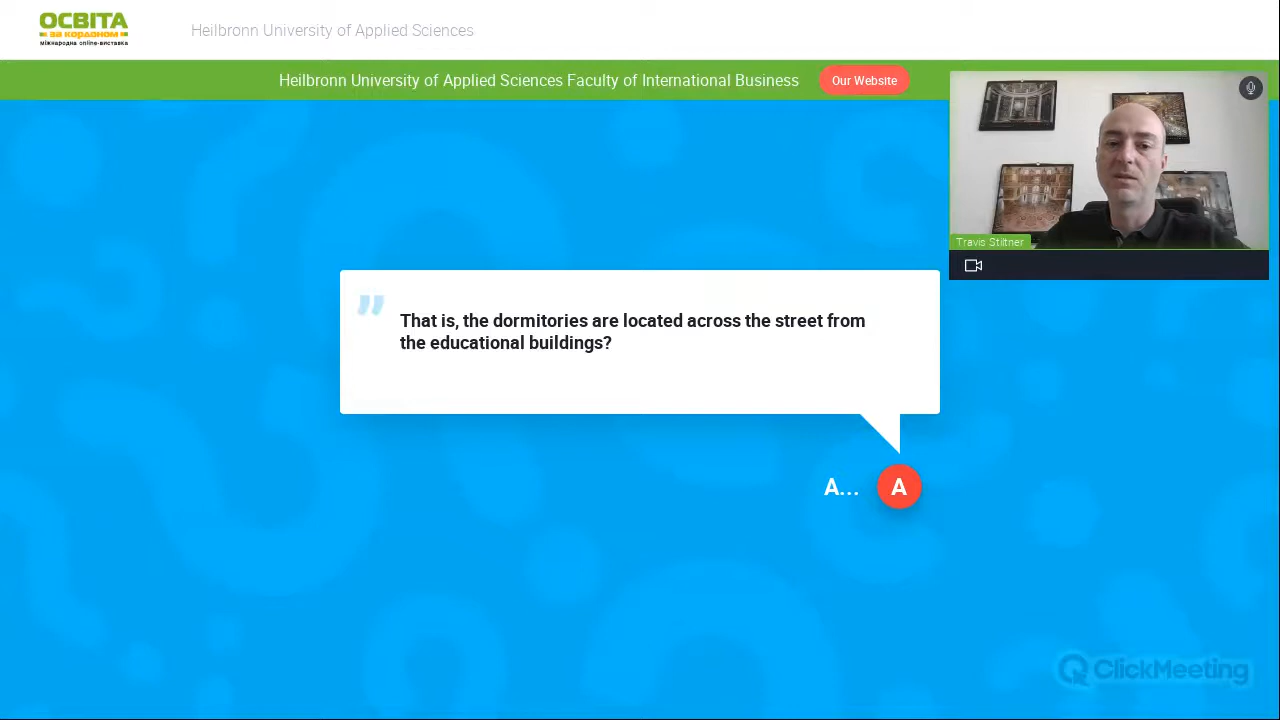 ОСВІТА
за кордоном
міжнародна online-виставка
Heilbronn University of Applied Sciences
Heilbronn University of Applied Sciences Faculty of International Business
Our Website
Travis Stiltner
That is, the dormitories are located across the street from
the educational buildings?
A...
A
ClickMeeting